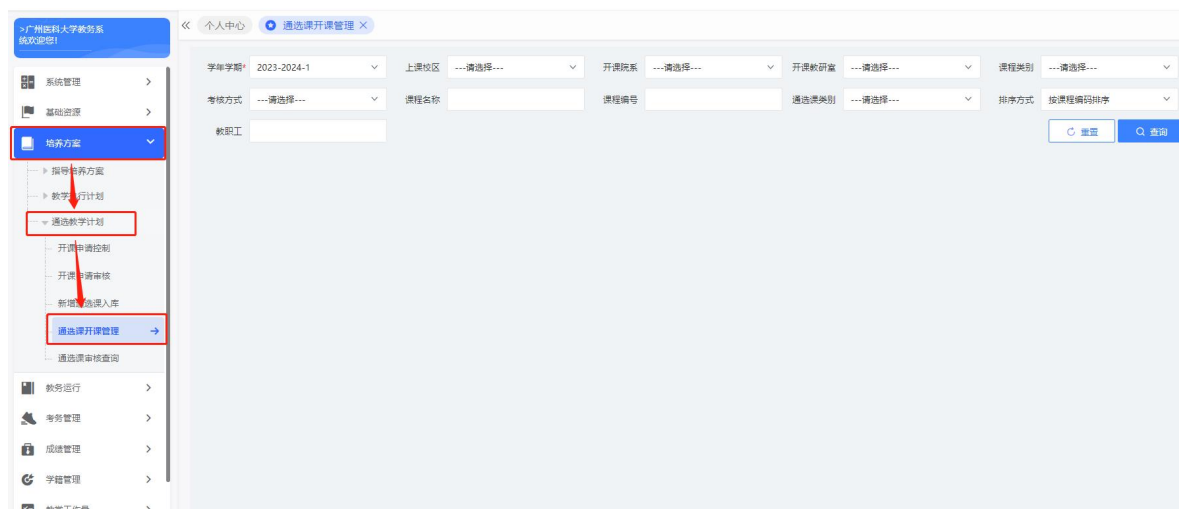 >广州医科大学教务系
统欢迎您!
个人中心 通选课开课管理
学年学期* 2023-2024-1 上课校区 ---请选择--- 开课院系 ---请选择--- 开课教研室 ---请选择--- 课程类别 ---请选择---
考核方式 ---请选择--- 课程名称 课程编号 通选课类别 ---请选择--- 排序方式 按课程编码排序
教职工 重置 查询
系统管理
基础资源
培养方案
指导培养方案
教学执行计划
通选教学计划
开课申请控制
开课申请审核
新增通选课入库
通选课开课管理
通选课审核查询
教务运行
考务管理
成绩管理
学籍管理